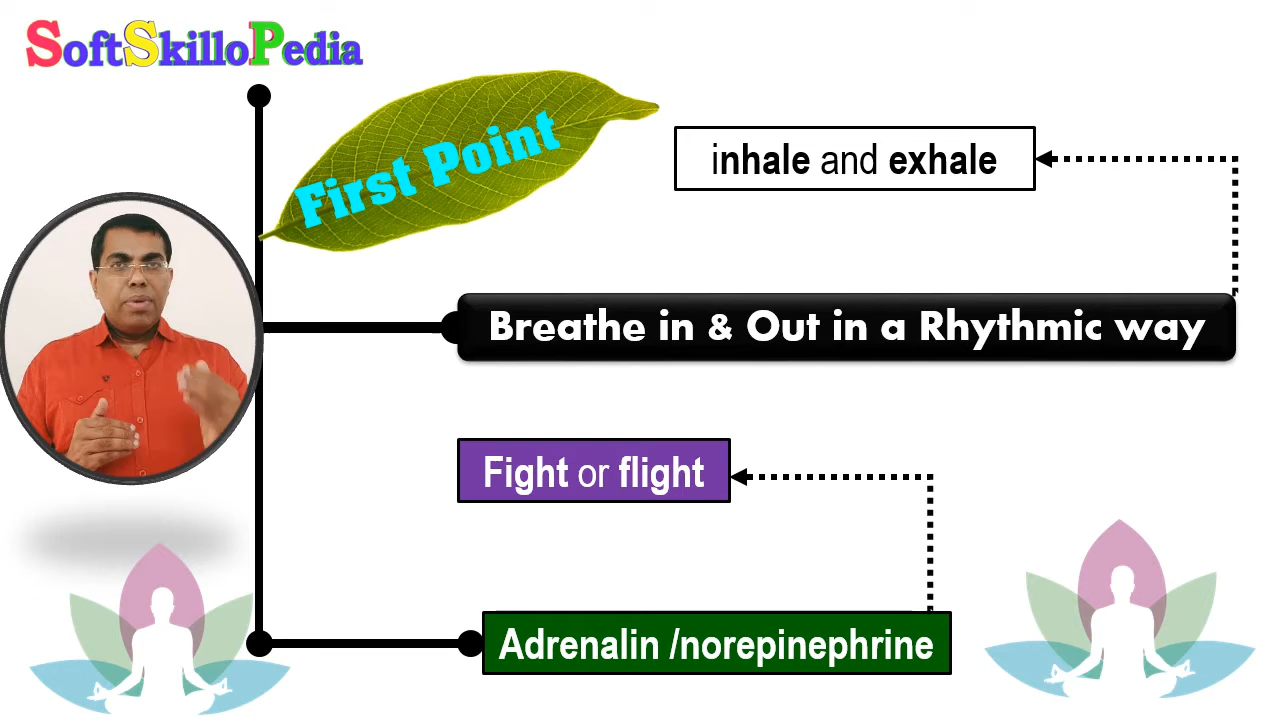 SoftSkilloPedia
First Point
inhale and exhale
Breathe in & Out in a Rhythmic way
Fight or flight
Adrenalin /norepinephrine